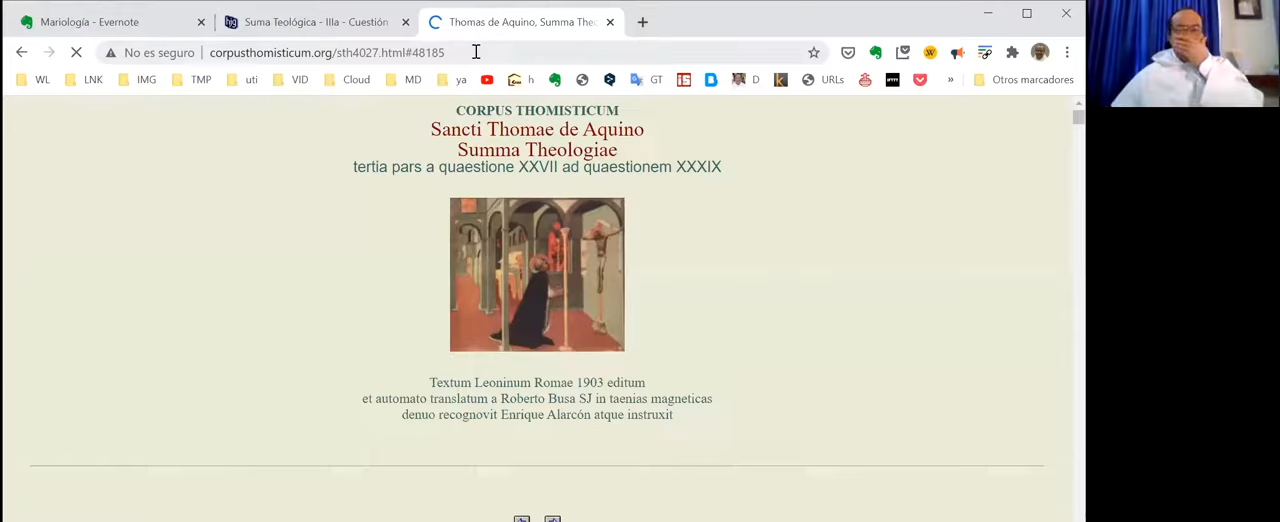 Mariología - Evernote
Suma Teológica - IIIa - Cuestión
Thomas de Aquino, Summa Theo
No es seguro
corpusthomisticum.org/sth4027.html#48185
WL LNK IMG TMP uti VID Cloud MD ya h GT D URLs » Otros marcadores
CORPUS THOMISTICUM
Sancti Thomae de Aquino
Summa Theologiae
tertia pars a quaestione XXVII ad quaestionem XXXIX
Textum Leoninum Romae 1903 editum
et automato translatum a Roberto Busa SJ in taenias magneticas
denuo recognovit Enrique Alarcón atque instruxit